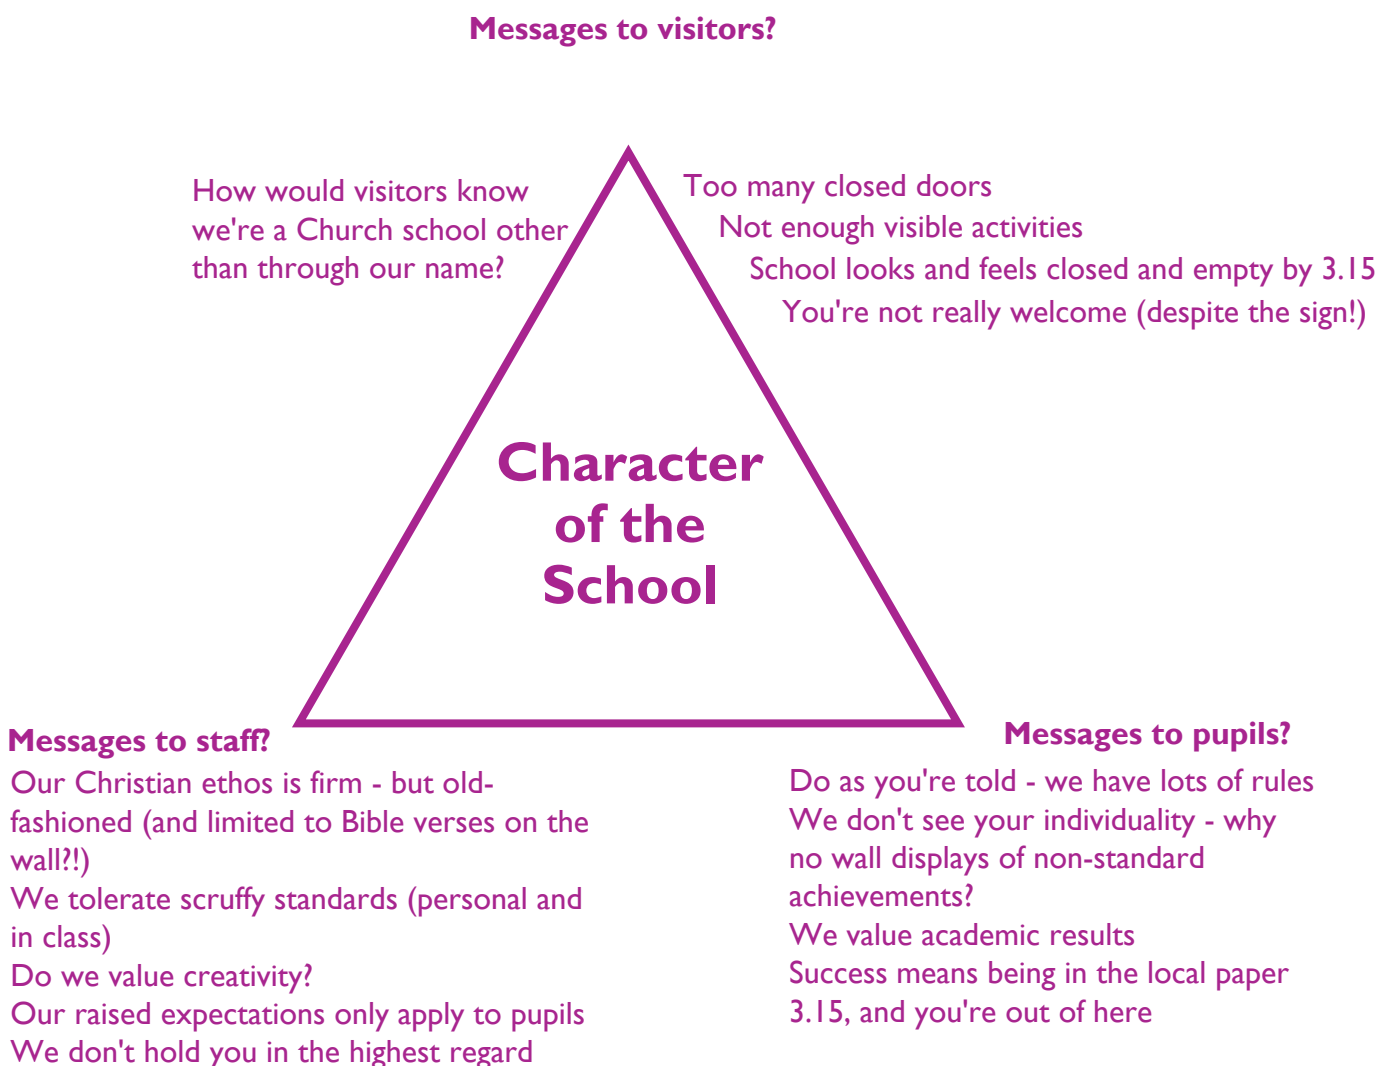 Messages to visitors?
How would visitors know
we're a Church school other
than through our name?
Too many closed doors
Not enough visible activities
School looks and feels closed and empty by 3.15
You're not really welcome (despite the sign!)
Character
of the
School
Messages to staff?
Our Christian ethos is firm - but old-
fashioned (and limited to Bible verses on the
wall?!)
We tolerate scruffy standards (personal and
in class)
Do we value creativity?
Our raised expectations only apply to pupils
We don't hold you in the highest regard
Messages to pupils?
Do as you're told - we have lots of rules
We don't see your individuality - why
no wall displays of non-standard
achievements?
We value academic results
Success means being in the local paper
3.15, and you're out of here